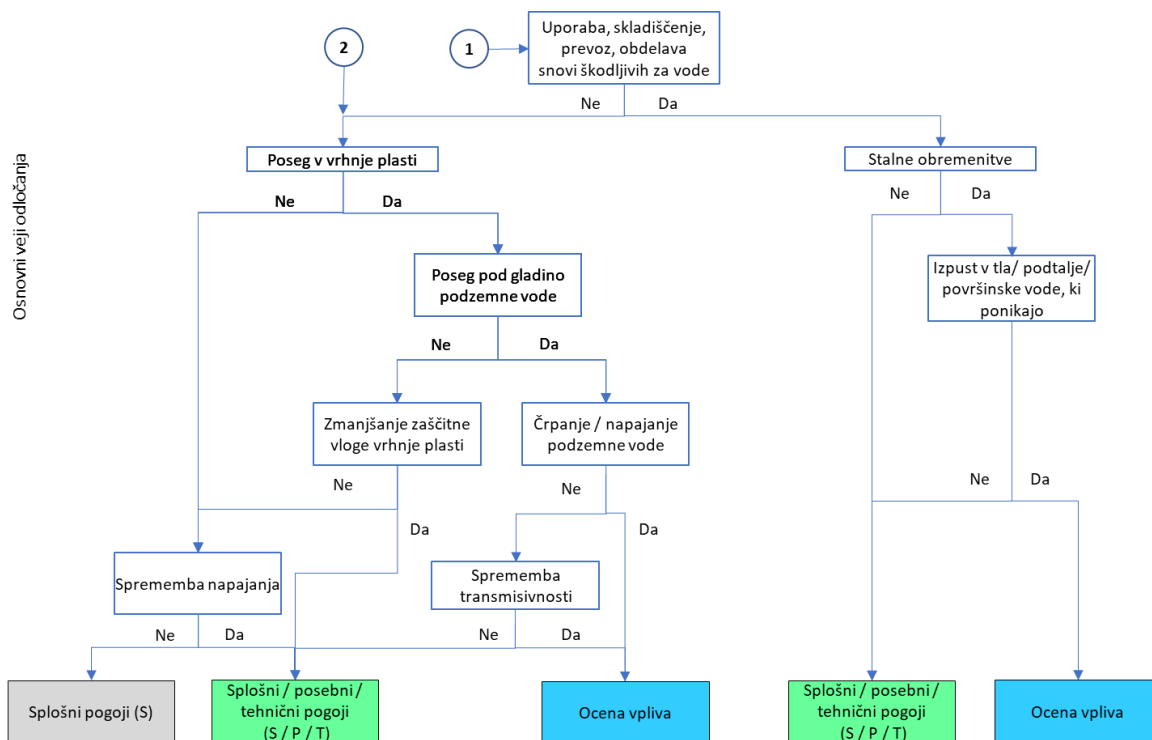 Uporaba, skladiščenje,
prevoz, obdelava
snovi škodljivih za vode
2
1
Ne
Da
Osnovni veji odločanja
Poseg v vrhnje plasti
Stalne obremenitve
Ne
Da
Ne
Da
Poseg pod gladino
podzemne vode
Izpust v tla/ podtalje/
površinske vode, ki
ponikajo
Ne
Da
Zmanjšanje zaščitne
vloge vrhnje plasti
Črpanje / napajanje
podzemne vode
Ne
Ne
Ne
Da
Da
Da
Sprememba napajanja
Sprememba
transmisivnosti
Ne
Da
Ne
Da
Splošni pogoji (S)
Splošni / posebni /
tehnični pogoji
(S / P / T)
Ocena vpliva
Splošni / posebni /
tehnični pogoji
(S / P / T)
Ocena vpliva